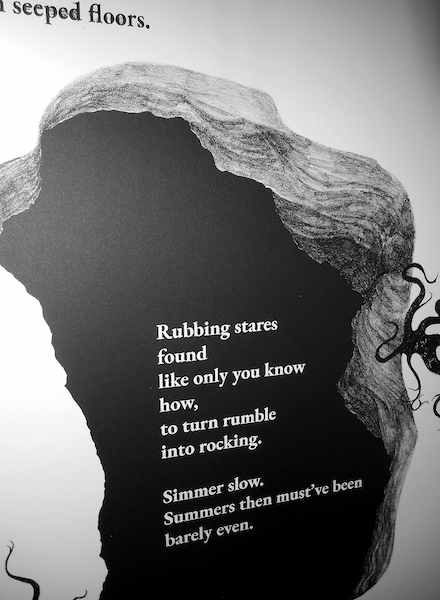 seeped floors.
Rubbing stares
found
like only you know
how,
to turn rumble
into rocking.
Simmer slow.
Summers then must've been
barely even.